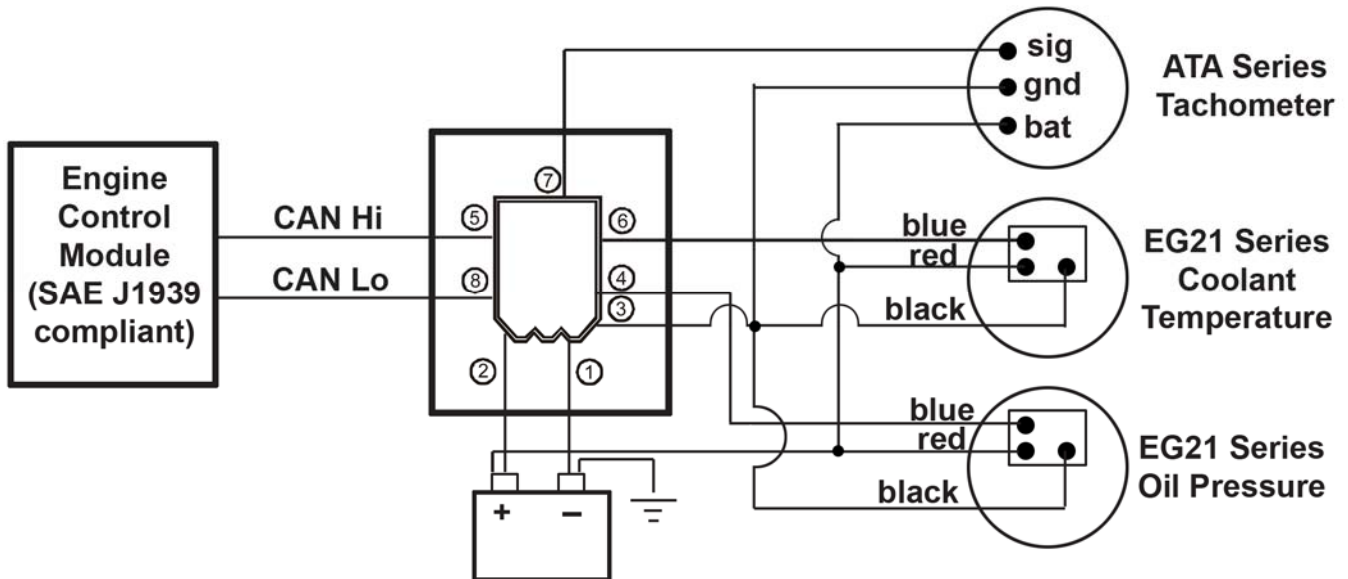 Engine
Control
Module
(SAE J1939
compliant)
CAN Hi
CAN Lo
⑦
⑤
⑥
⑧
④
③
②
①
+
–
sig
gnd
bat
ATA Series
Tachometer
blue
red
black
EG21 Series
Coolant
Temperature
blue
red
black
EG21 Series
Oil Pressure